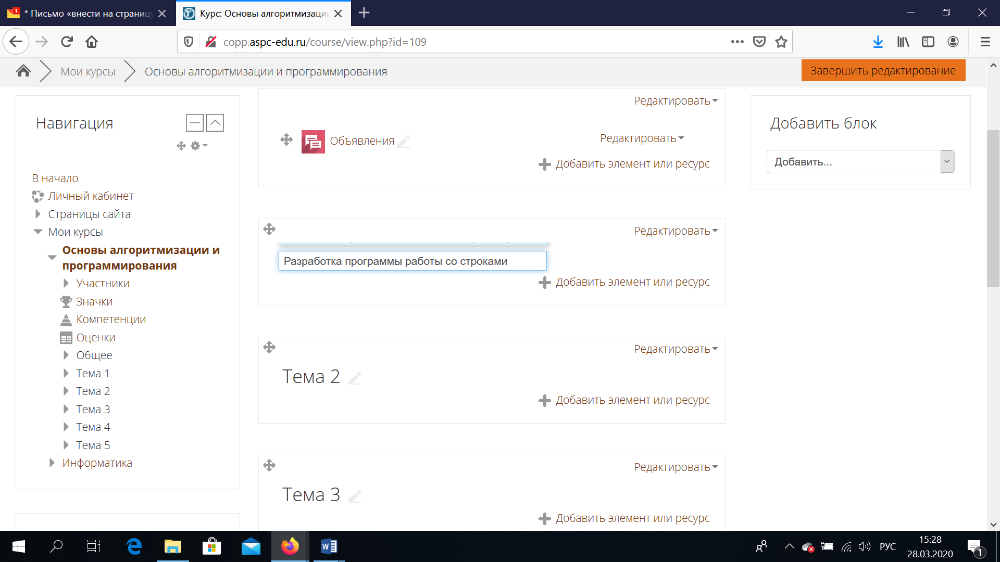 * Письмо «внести на страницу
Курс: Основы алгоритмизации
copp.aspc-edu.ru/course/view.php?id=109
Мои курсы
Основы алгоритмизации и программирования
Завершить редактирование
Навигация
В начало
Личный кабинет
Страницы сайта
Мои курсы
Основы алгоритмизации и
программирования
Участники
Значки
Компетенции
Оценки
Общее
Тема 1
Тема 2
Тема 3
Тема 4
Тема 5
Информатика
Редактировать
Объявления
Редактировать
Добавить элемент или ресурс
Редактировать
Разработка программы работы со строками
Добавить элемент или ресурс
Редактировать
Тема 2
Добавить элемент или ресурс
Редактировать
Тема 3
Добавить элемент или ресурс
Добавить блок
Добавить...
РУС
15:28
28.03.2020
1